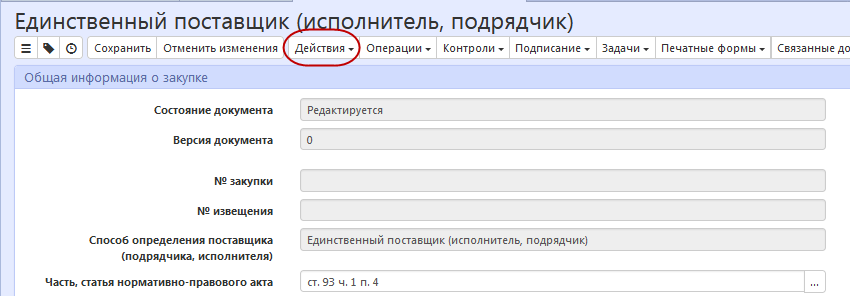 Единственный поставщик (исполнитель, подрядчик)
Сохранить Отменить изменения Действия Операции Контроли Подписание Задачи Печатные формы Связанные до
Общая информация о закупке
Состояние документа Редактируется
Версия документа 0
№ закупки
№ извещения
Способ определения поставщика Единственный поставщик (исполнитель, подрядчик)
(подрядчика, исполнителя)
Часть, статья нормативно-правового акта ст. 93 ч. 1 п. 4 ...